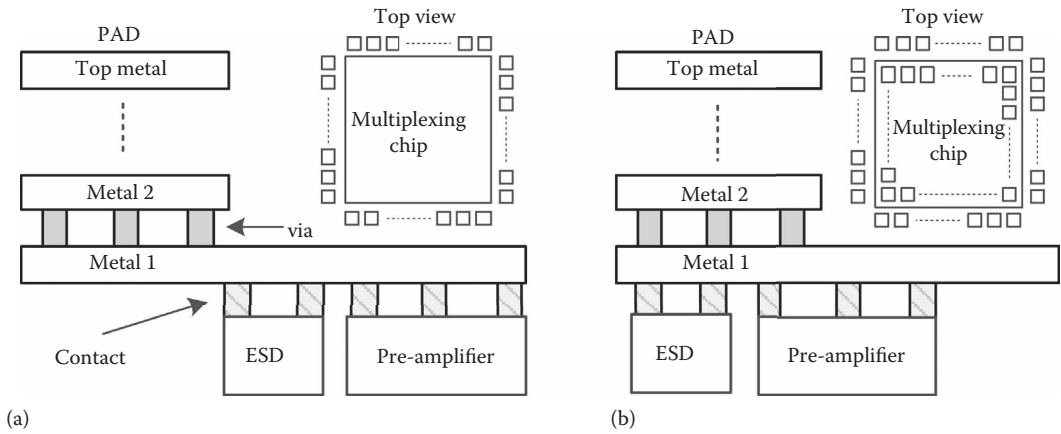 Top view
PAD
Top metal
Multiplexing
chip
Metal 2
via
Metal 1
Contact
ESD
Pre-amplifier
(a)
Top view
PAD
Top metal
Multiplexing
chip
Metal 2
Metal 1
ESD
Pre-amplifier
(b)